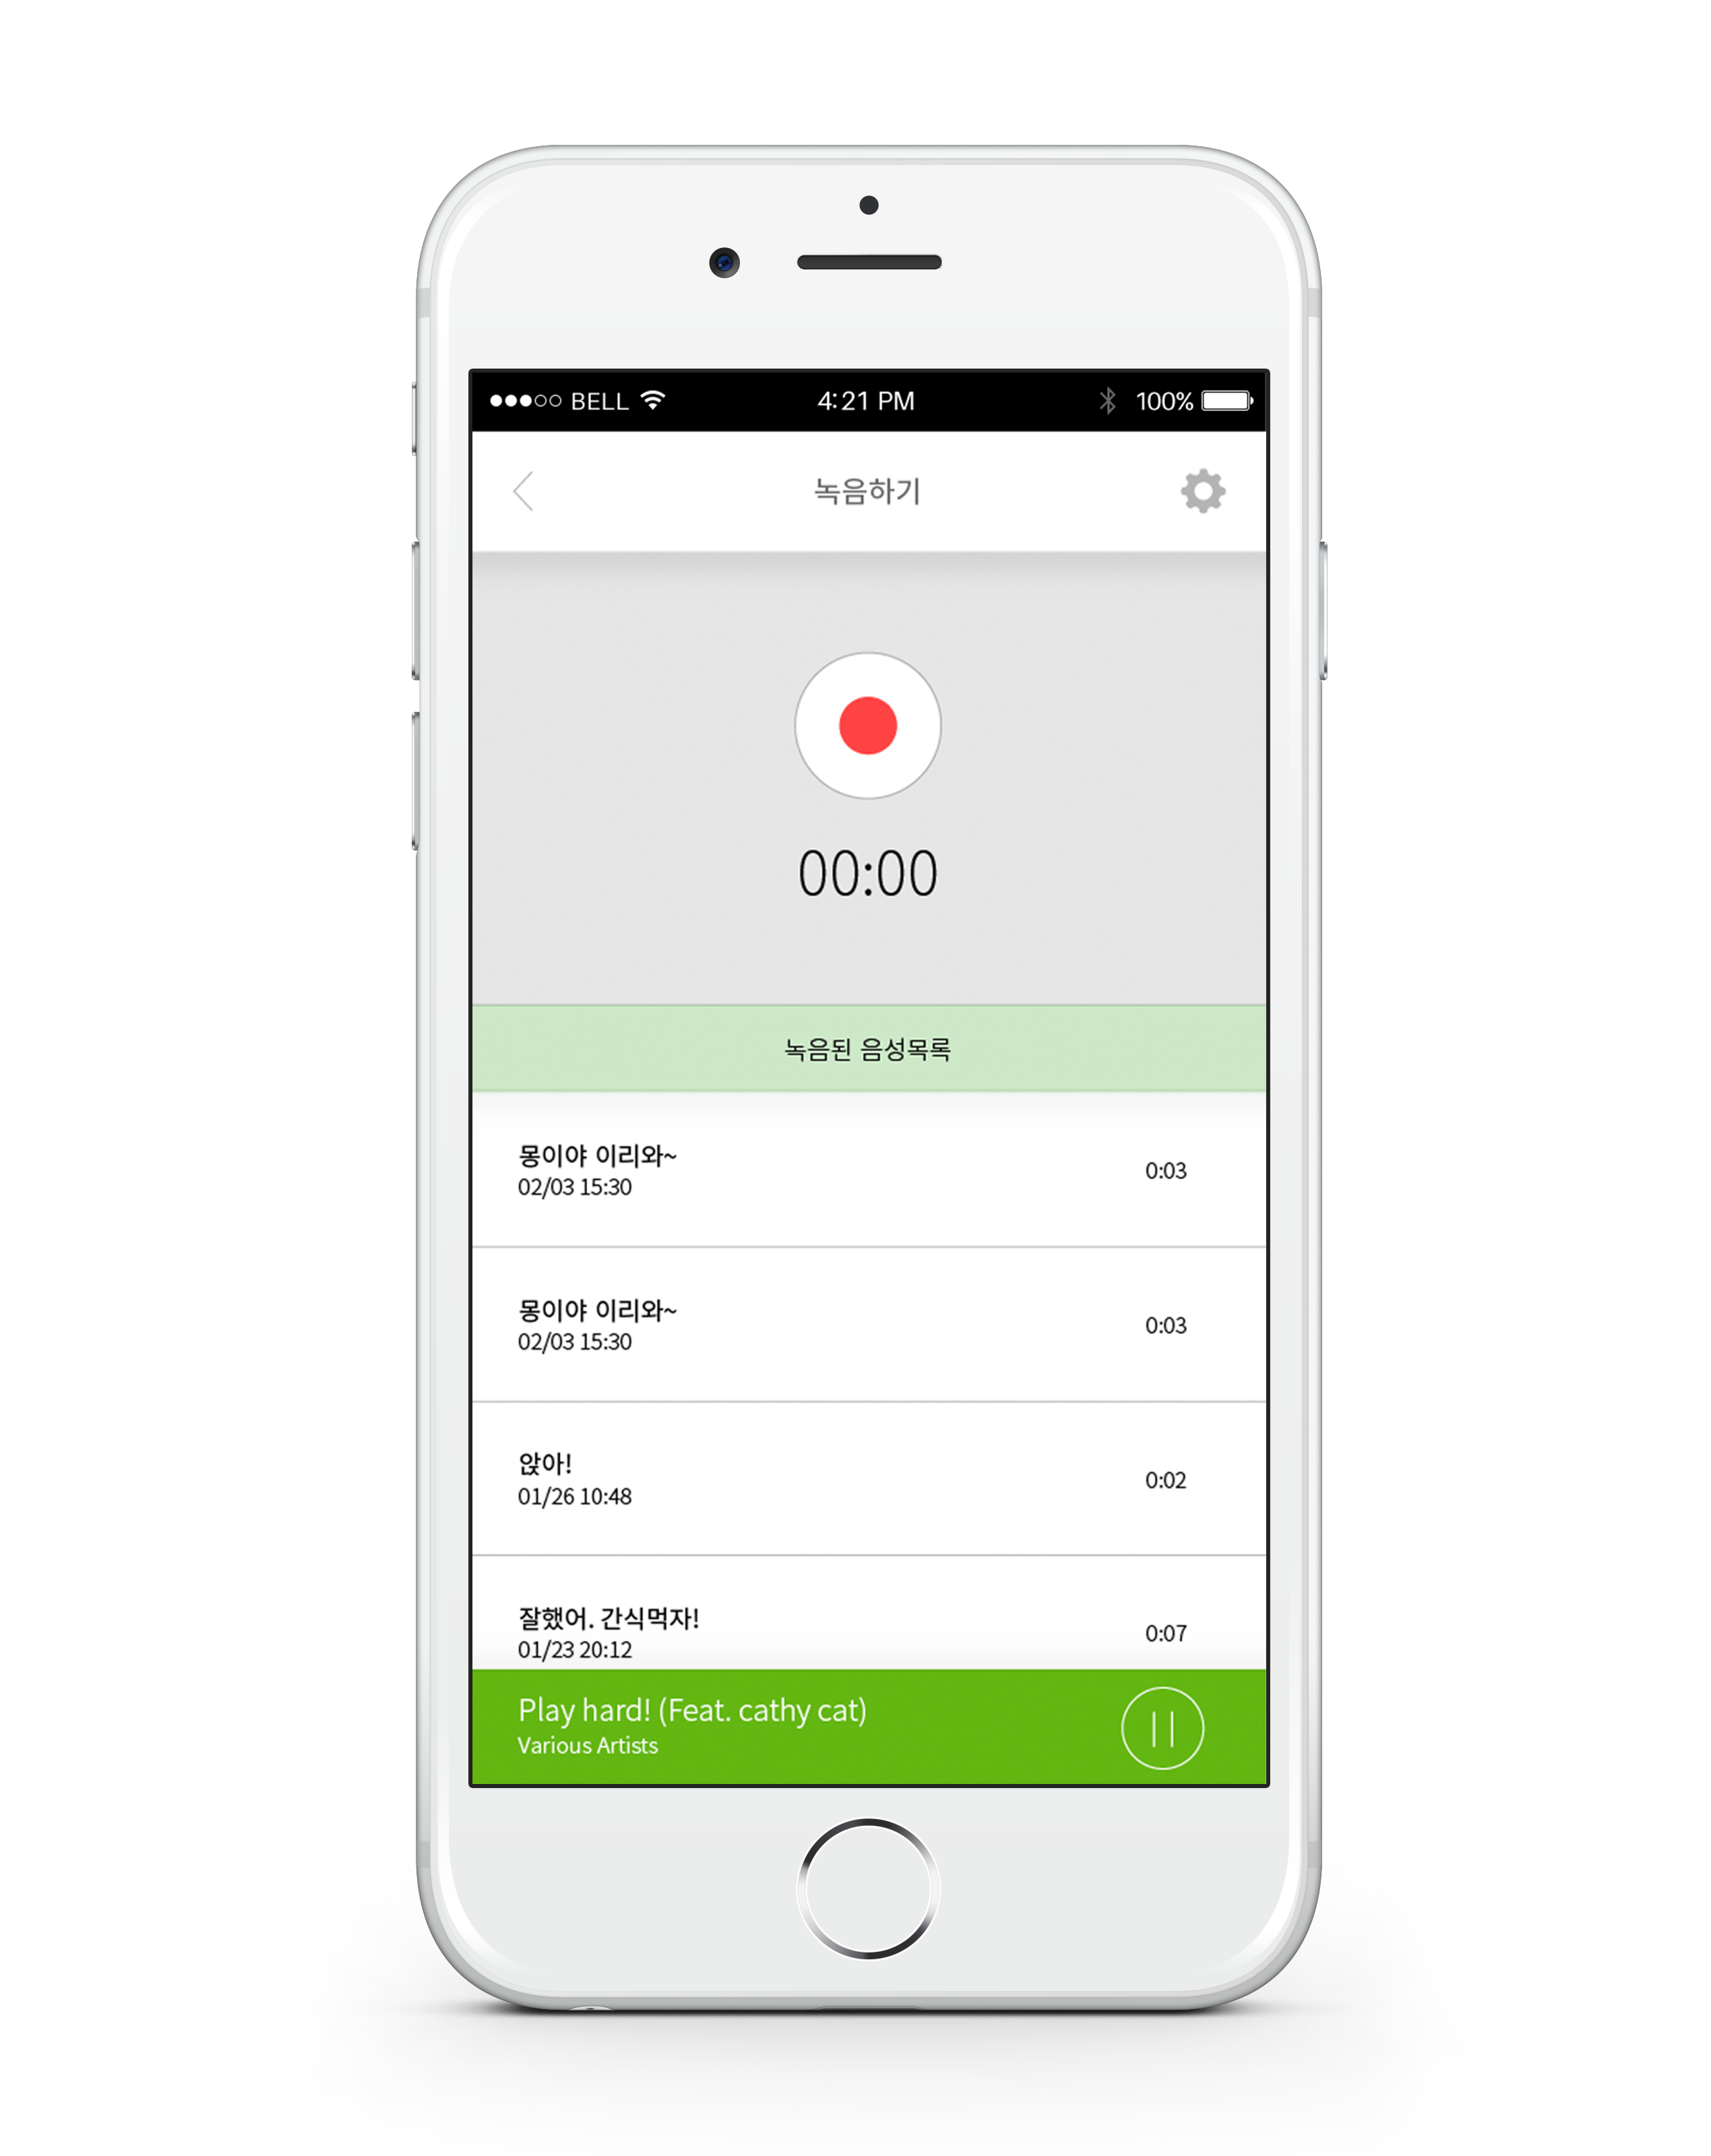 BELL 4:21 PM 100%
녹음하기
00:00
녹음된 음성목록
몽이야 이리와~
02/03 15:30
0:03
몽이야 이리와~
02/03 15:30
0:03
앉아!
01/26 10:48
0:02
잘했어. 간식먹자!
01/23 20:12
0:07
Play hard! (Feat. cathy cat)
Various Artists